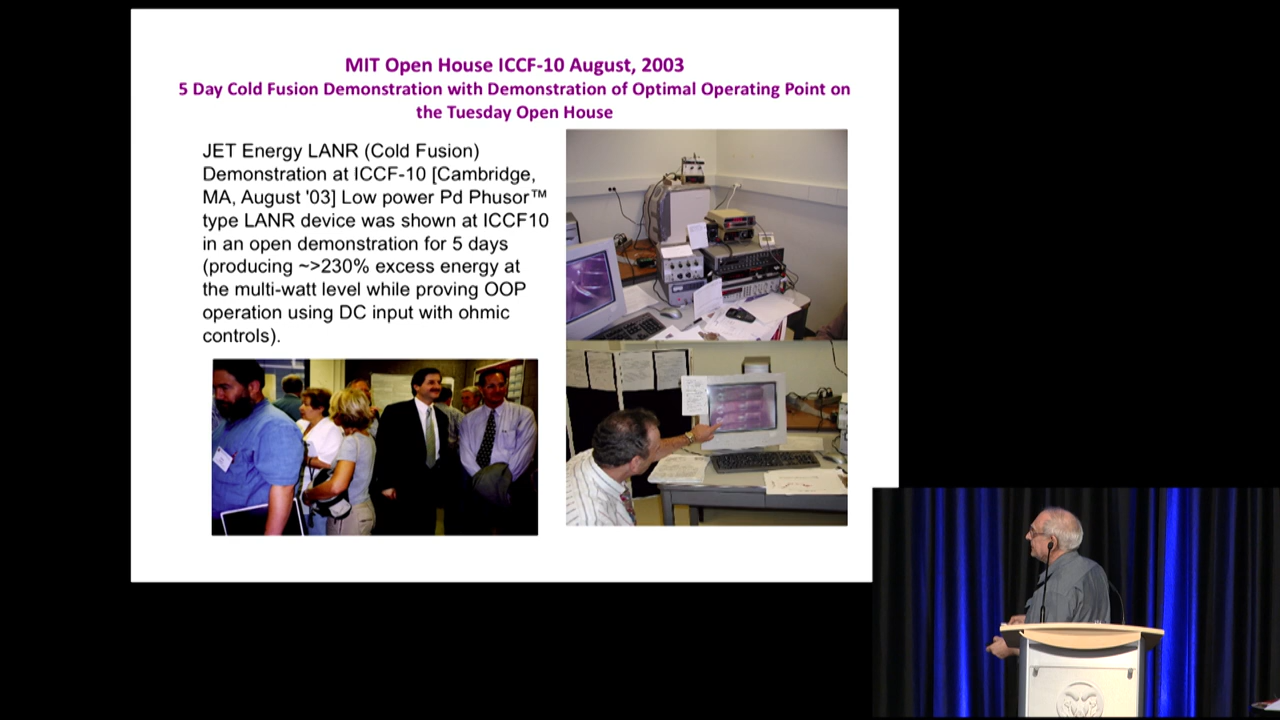 MIT Open House ICCF-10 August, 2003
5 Day Cold Fusion Demonstration with Demonstration of Optimal Operating Point on
the Tuesday Open House
JET Energy LANR (Cold Fusion)
Demonstration at ICCF-10 [Cambridge,
MA, August '03] Low power Pd Phusor™
type LANR device was shown at ICCF10
in an open demonstration for 5 days
(producing ~>230% excess energy at
the multi-watt level while proving OOP
operation using DC input with ohmic
controls).